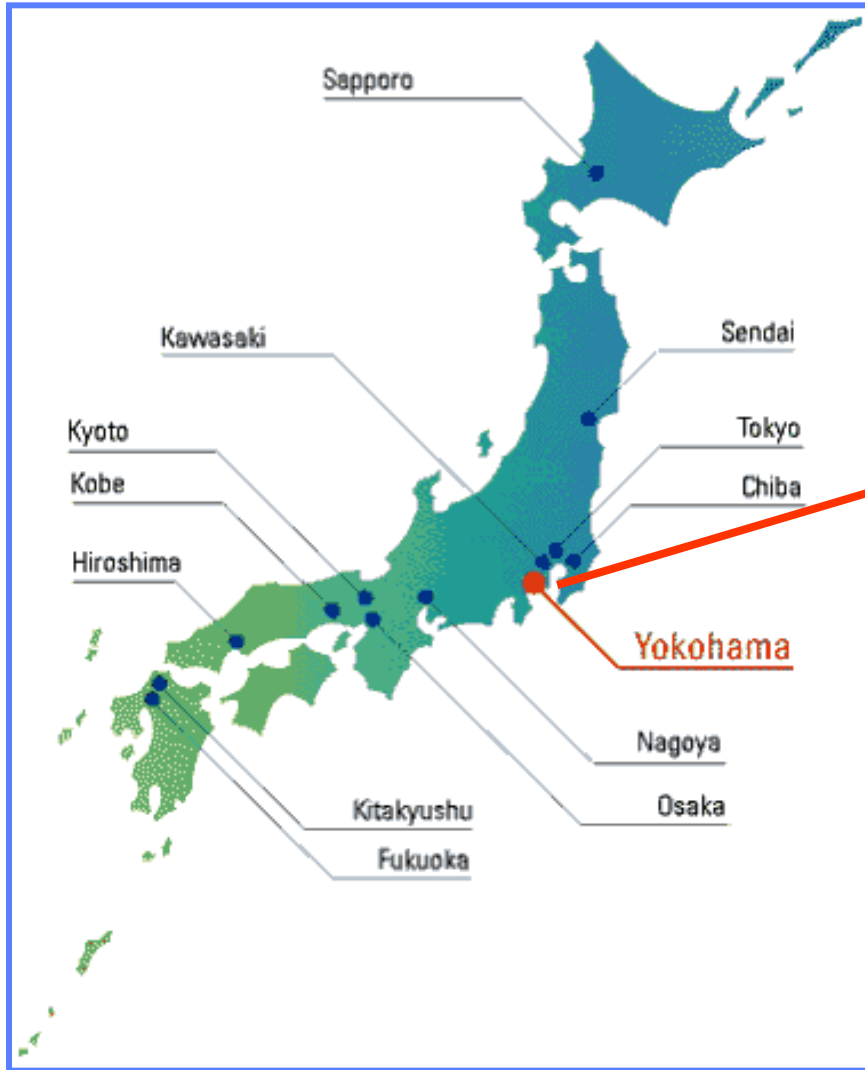 Sapporo
Kawasaki
Sendai
Kyoto
Tokyo
Kobe
Chiba
Hiroshima
Yokohama
Nagoya
Kitakyushu
Osaka
Fukuoka